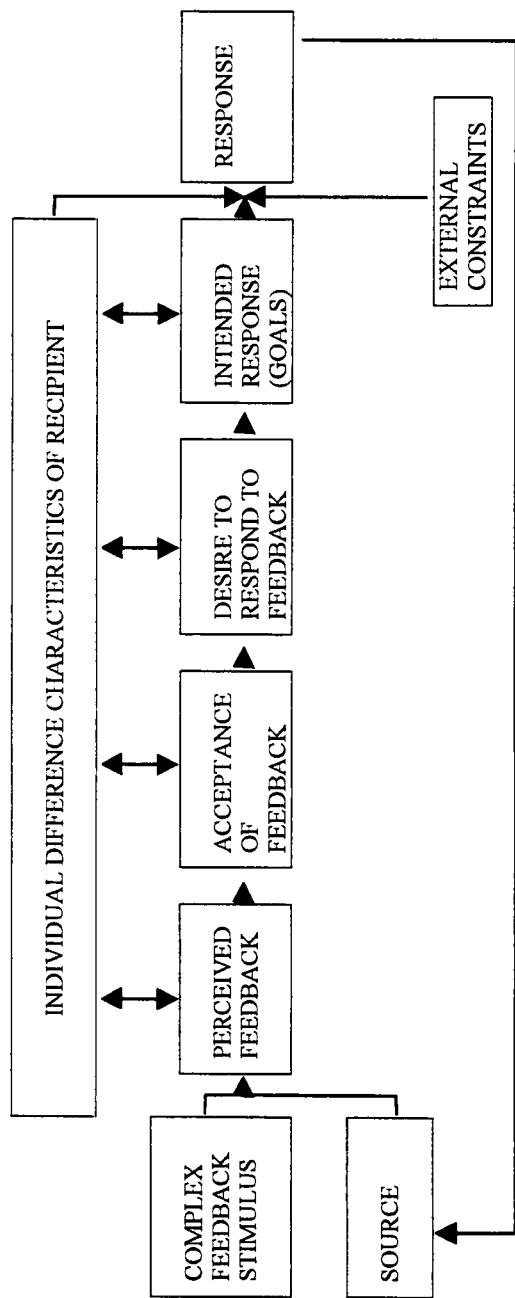 INDIVIDUAL DIFFERENCE CHARACTERISTICS OF RECIPIENT
COMPLEX
FEEDBACK
STIMULUS
SOURCE
PERCEIVED
FEEDBACK
ACCEPTANCE
OF
FEEDBACK
DESIRE TO
RESPOND TO
FEEDBACK
INTENDED
RESPONSE
(GOALS)
RESPONSE
EXTERNAL
CONSTRAINTS